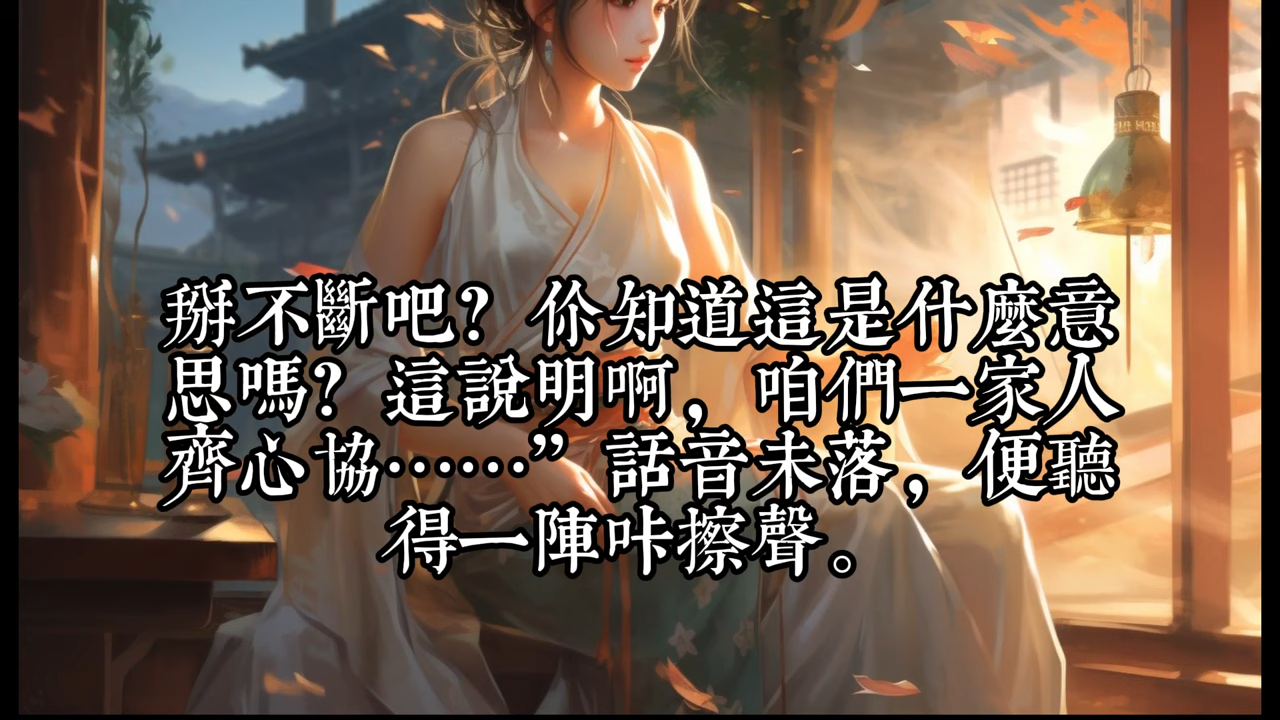 掰不斷吧？你知道這是什麼意
思嗎？這說明啊，咱們一家人
齊心協……”話音未落，便聽
得一陣咔擦聲。